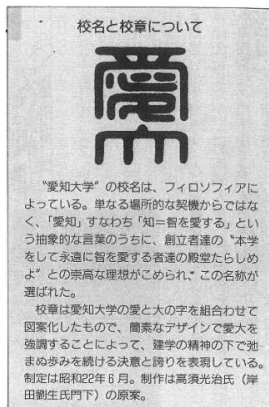 校名と校章について
愛大
“愛知大学”の校名は、フィロソフィアに
よっている。単なる場所的な契機からではな
く、「愛知」すなわち「知＝智を愛する」とい
う抽象的な言葉のうちに、創立者達の“本学
をして永遠に智を愛する者達の殿堂たらしめ
よ”との崇高な理想がこめられ、この名称が
選ばれた。
校章は愛知大学の愛と大の字を組合わせて
図案化したもので、簡素なデザインで愛大を
強調することによって、建学の精神の下で弛
まぬ歩みを続ける決意と誇りを表現している。
制定は昭和22年6月。制作は高須光治氏（岸
田劉生氏門下）の原案。